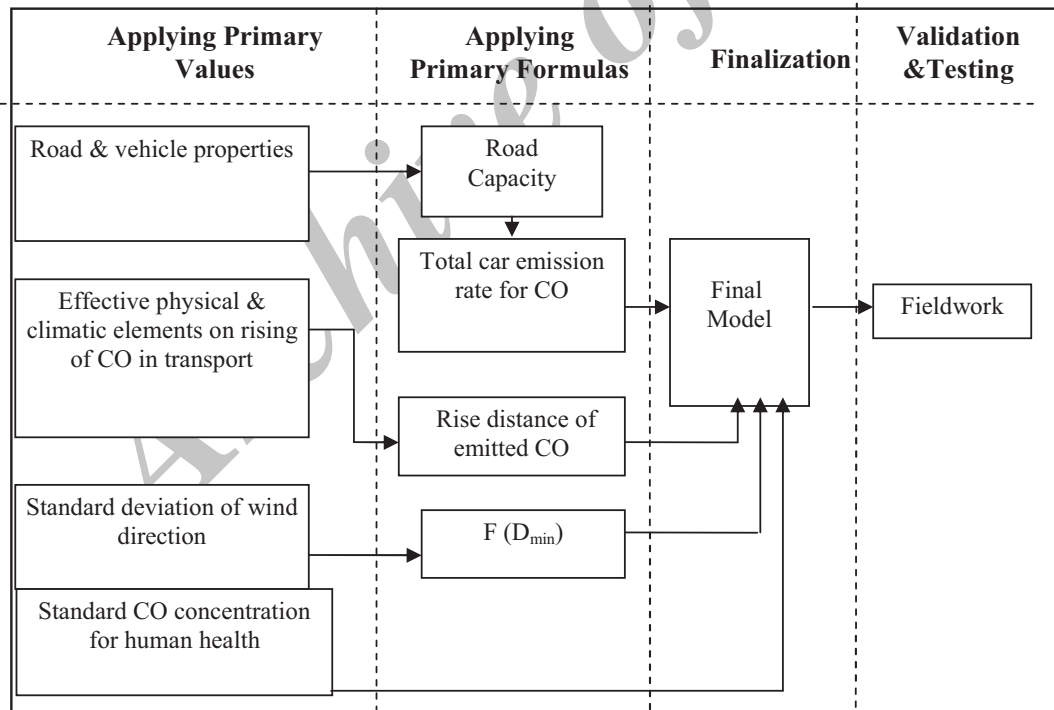 Applying Primary
Values
Applying
Primary Formulas
Finalization
Validation
&Testing
Road & vehicle properties
Road
Capacity
Effective physical &
climatic elements on rising
of CO in transport
Total car emission
rate for CO
Final
Model
Fieldwork
Rise distance of
emitted CO
Standard deviation of wind
direction
F (Dmin)
Standard CO concentration
for human health
Archive of